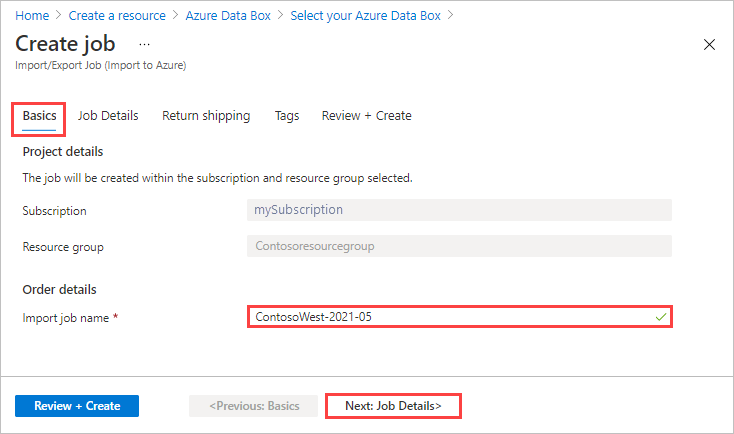 Home > Create a resource > Azure Data Box > Select your Azure Data Box >
Create job ...
Import/Export Job (Import to Azure)
Basics Job Details Return shipping Tags Review + Create
Project details
The job will be created within the subscription and resource group selected.
Subscription mySubscription
Resource group Contosoresourcegroup
Order details
Import job name * ContosoWest-2021-05
Review + Create <Previous: Basics Next: Job Details>